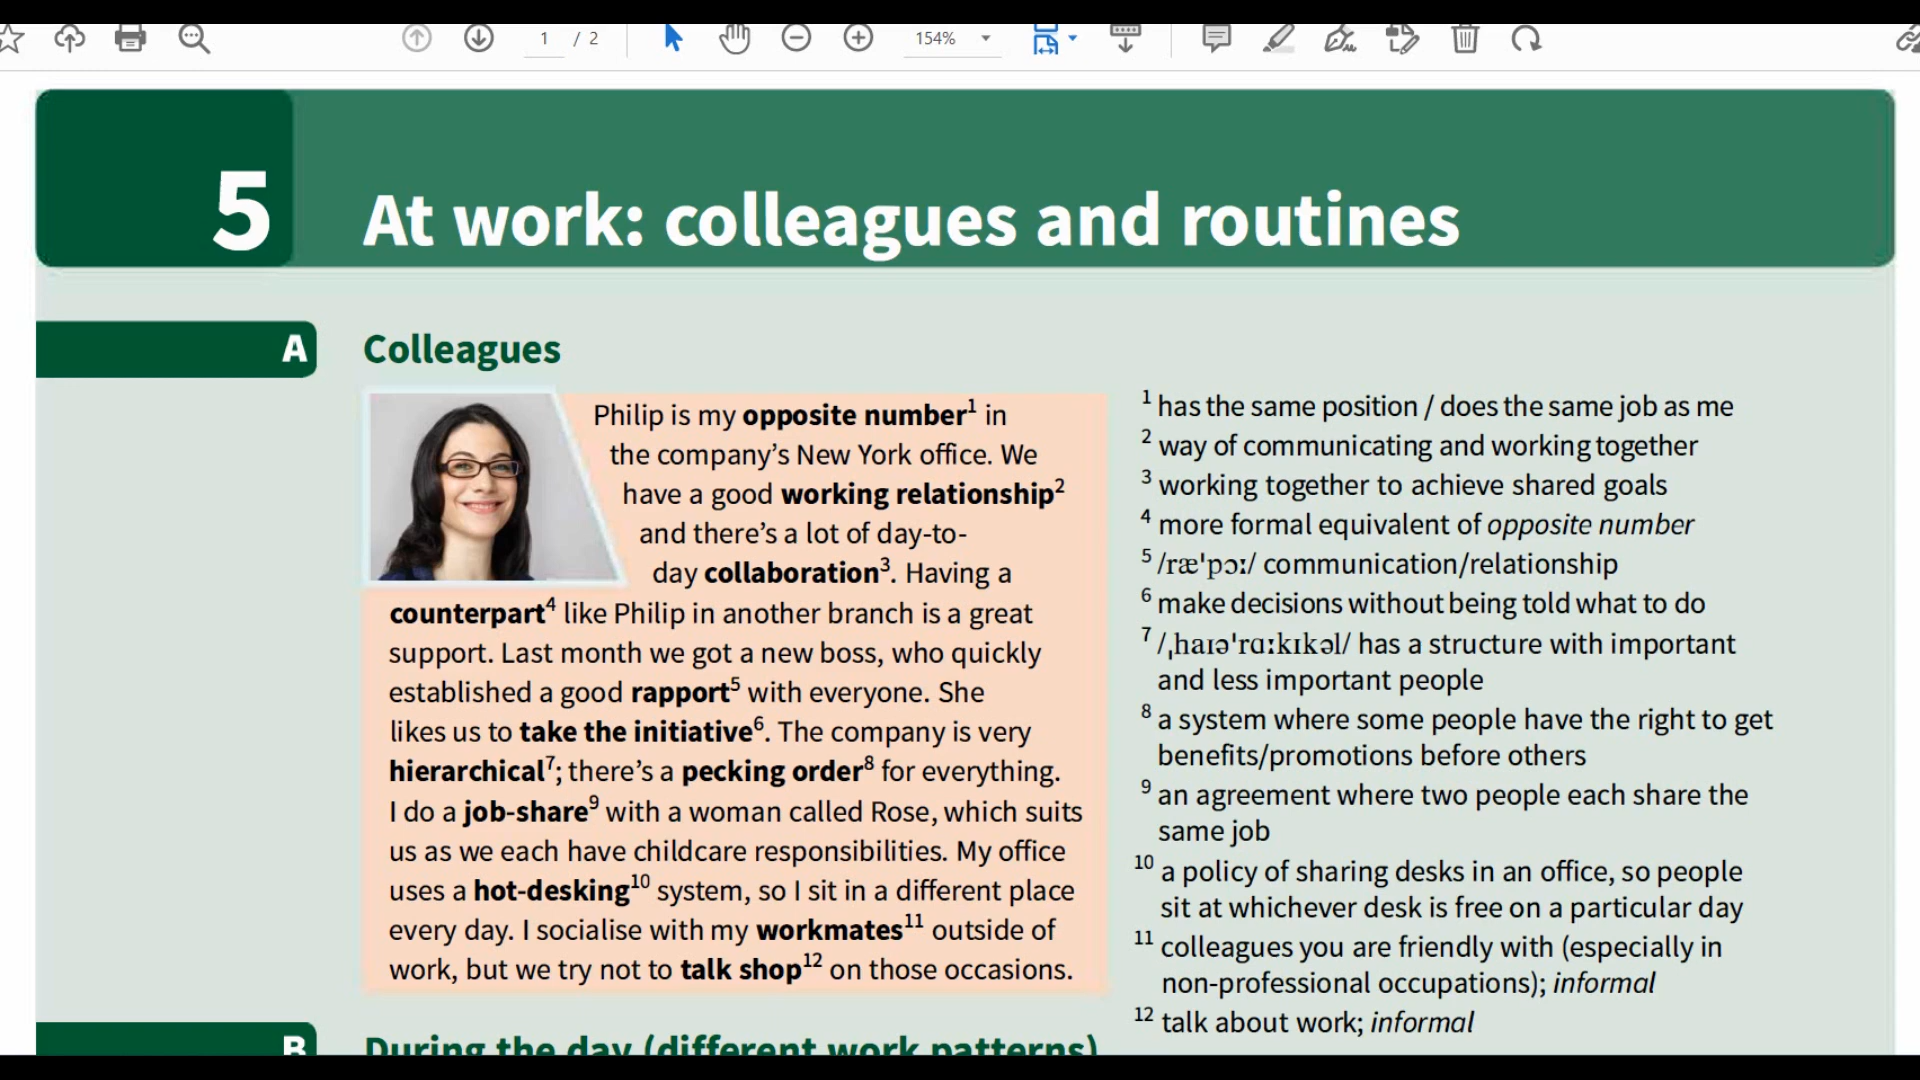 1 / 2
154%
5
At work: colleagues and routines
A
Colleagues
Philip is my opposite number¹ in
the company's New York office. We
have a good working relationship²
and there's a lot of day-to-
day collaboration³. Having a
counterpart⁴ like Philip in another branch is a great
support. Last month we got a new boss, who quickly
established a good rapport⁵ with everyone. She
likes us to take the initiative⁶. The company is very
hierarchical⁷; there's a pecking order⁸ for everything.
I do a job-share⁹ with a woman called Rose, which suits
us as we each have childcare responsibilities. My office
uses a hot-desking¹⁰ system, so I sit in a different place
every day. I socialise with my workmates¹¹ outside of
work, but we try not to talk shop¹² on those occasions.
¹ has the same position / does the same job as me
² way of communicating and working together
³ working together to achieve shared goals
⁴ more formal equivalent of opposite number
⁵ /ræˈpɔː/ communication/relationship
⁶ make decisions without being told what to do
⁷ /ˌhaɪəˈrɑːkɪkəl/ has a structure with important
and less important people
⁸ a system where some people have the right to get
benefits/promotions before others
⁹ an agreement where two people each share the
same job
¹⁰ a policy of sharing desks in an office, so people
sit at whichever desk is free on a particular day
¹¹ colleagues you are friendly with (especially in
non-professional occupations); informal
¹² talk about work; informal
B
During the day (different work patterns)